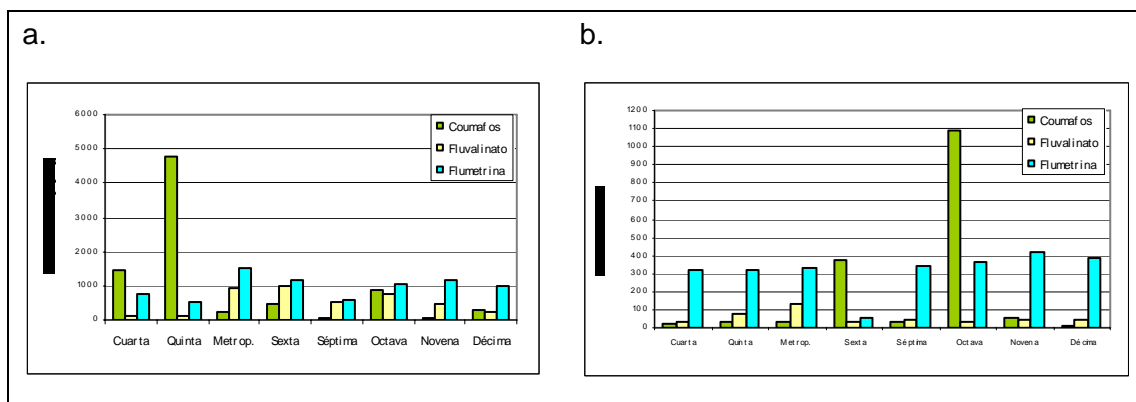 a.
6000
5000
4000
3000
2000
1000
0
Coumafos
Fluvalinato
Flumetrina
Cuarta Quinta Metrop. Sexta Séptima Octava Novena Décima
b.
1200
1100
1000
900
800
700
600
500
400
300
200
100
0
Coumafos
Fluvalinato
Flumetrina
Cuarta Quinta Metrop. Sexta Séptima Octava Novena Décima